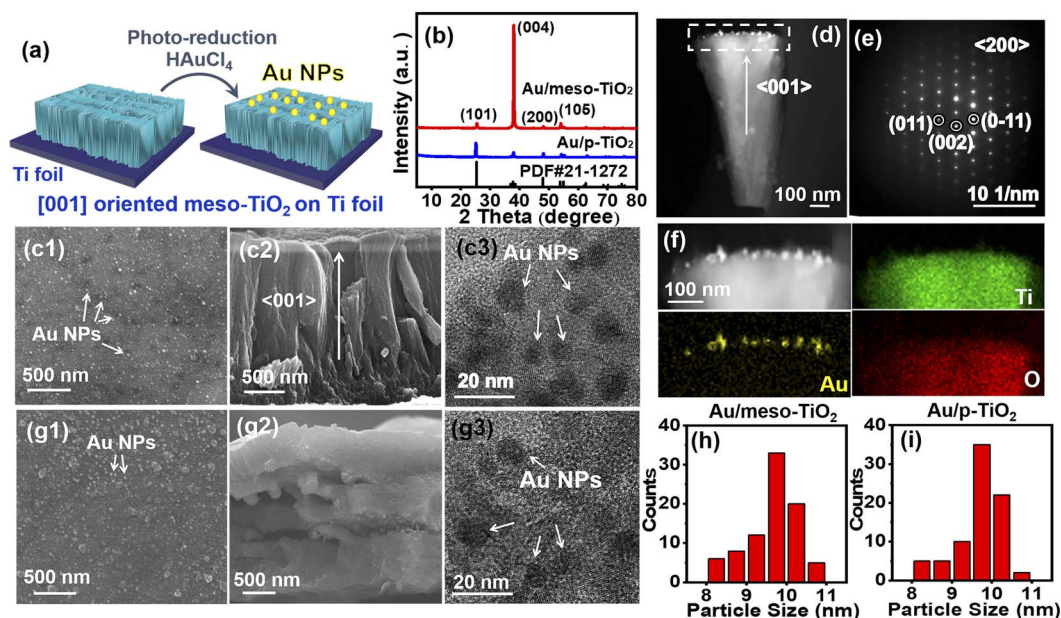 (a)
Photo-reduction
HAuCl₄
Au NPs
Ti foil
[001] oriented meso-TiO₂ on Ti foil
(b)
Intensity (a.u.)
(004)
Au/meso-TiO₂
(101)
(200)
(105)
Au/p-TiO₂
PDF#21-1272
10 20 30 40 50 60 70 80
2 Theta (degree)
(d)
<001>
100 nm
(e)
<200>
(011)
(0-11)
(002)
10 1/nm
(c1)
Au NPs
500 nm
(c2)
<001>
500 nm
(c3)
Au NPs
20 nm
(f)
100 nm
Ti
Au
O
(g1)
Au NPs
500 nm
(g2)
500 nm
(g3)
Au NPs
20 nm
Au/meso-TiO₂
(h)
Counts
40
30
20
10
0
8 9 10 11
Particle Size (nm)
Au/p-TiO₂
(i)
Counts
40
30
20
10
0
8 9 10 11
Particle Size (nm)